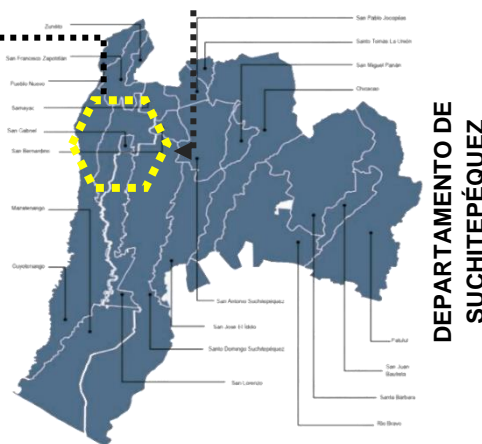 Zunilito
San Francisco Zapotitlán
Pueblo Nuevo
Samayac
San Gabriel
San Bernardino
Mazatenango
Cuyotenango
San Pablo Jocopilas
Santo Tomás La Unión
San Miguel Panán
Chicacao
San Antonio Suchitepéquez
San José El Idolo
Santo Domingo Suchitepéquez
San Lorenzo
Patulul
San Juan
Bautista
Santa Bárbara
Río Bravo
DEPARTAMENTO DE
SUCHITEPÉQUEZ